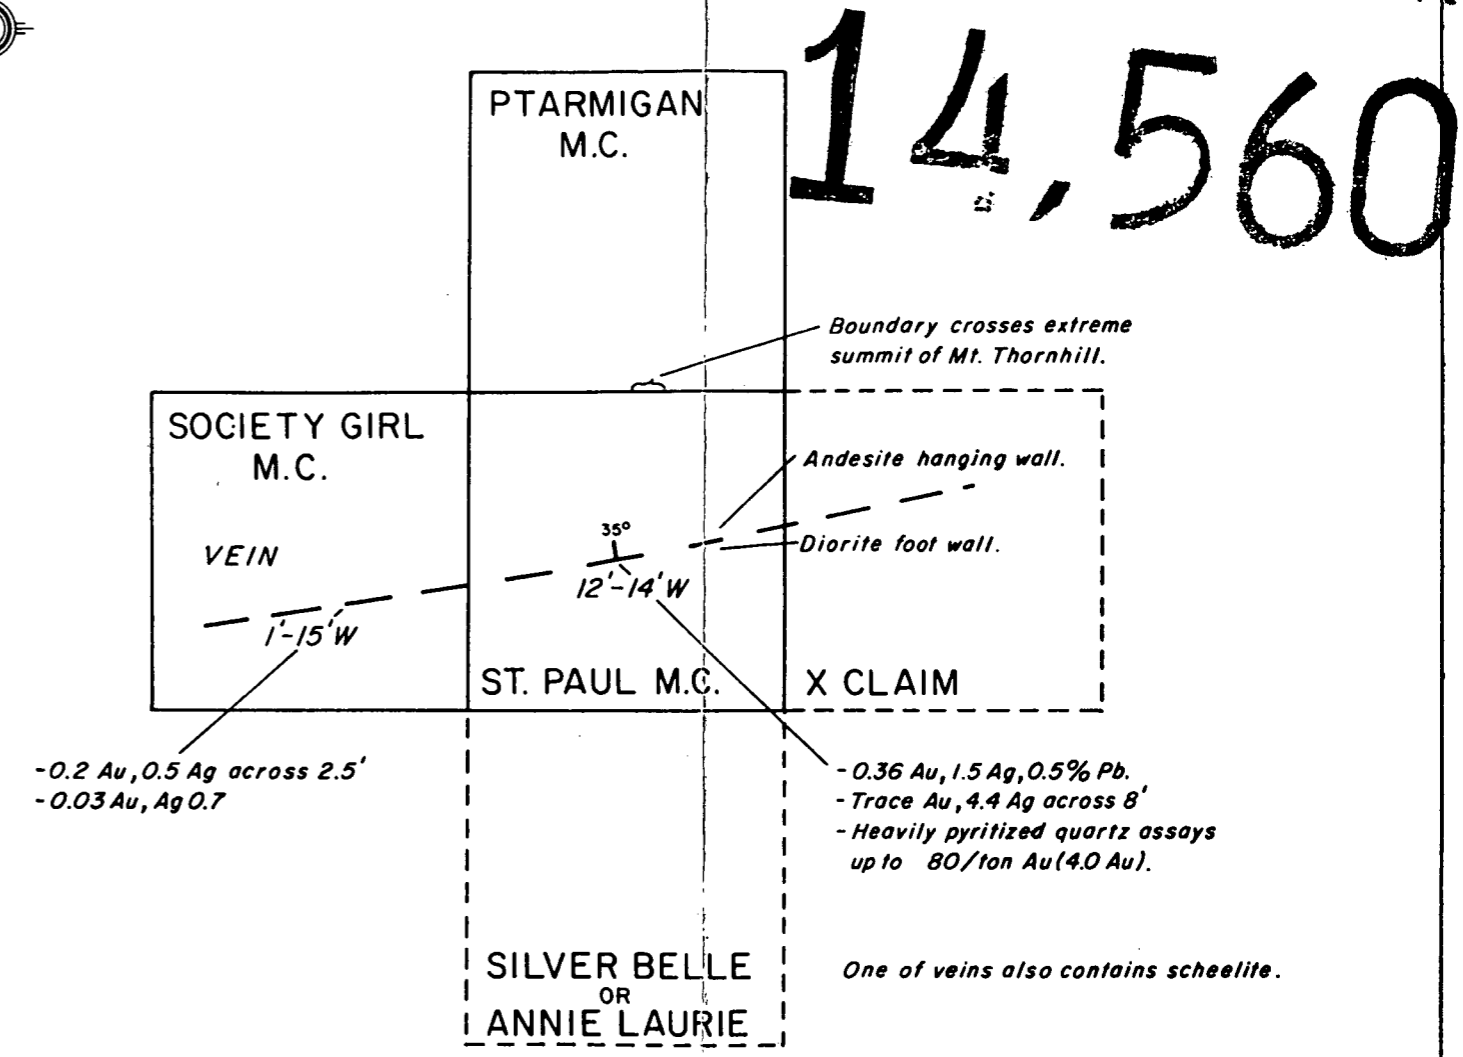 14,560
PTARMIGAN
M.C.
Boundary crosses extreme
summit of Mt. Thornhill.
SOCIETY GIRL
M.C.
Andesite hanging wall.
35°
VEIN
Diorite foot wall.
12'-14'W
1'-15'W
ST. PAUL M.C.
X CLAIM
-0.2 Au, 0.5 Ag across 2.5'
-0.03 Au, Ag 0.7
-0.36 Au, 1.5 Ag, 0.5% Pb.
-Trace Au, 4.4 Ag across 8'
-Heavily pyritized quartz assays
up to 80/ton Au (4.0 Au).
SILVER BELLE
OR
ANNIE LAURIE
One of veins also contains scheelite.